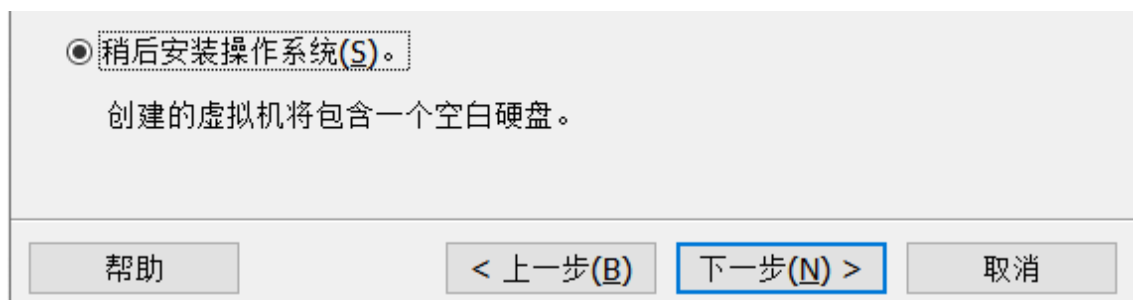 稍后安装操作系统(S)。
创建的虚拟机将包含一个空白硬盘。
帮助 < 上一步(B) 下一步(N) > 取消